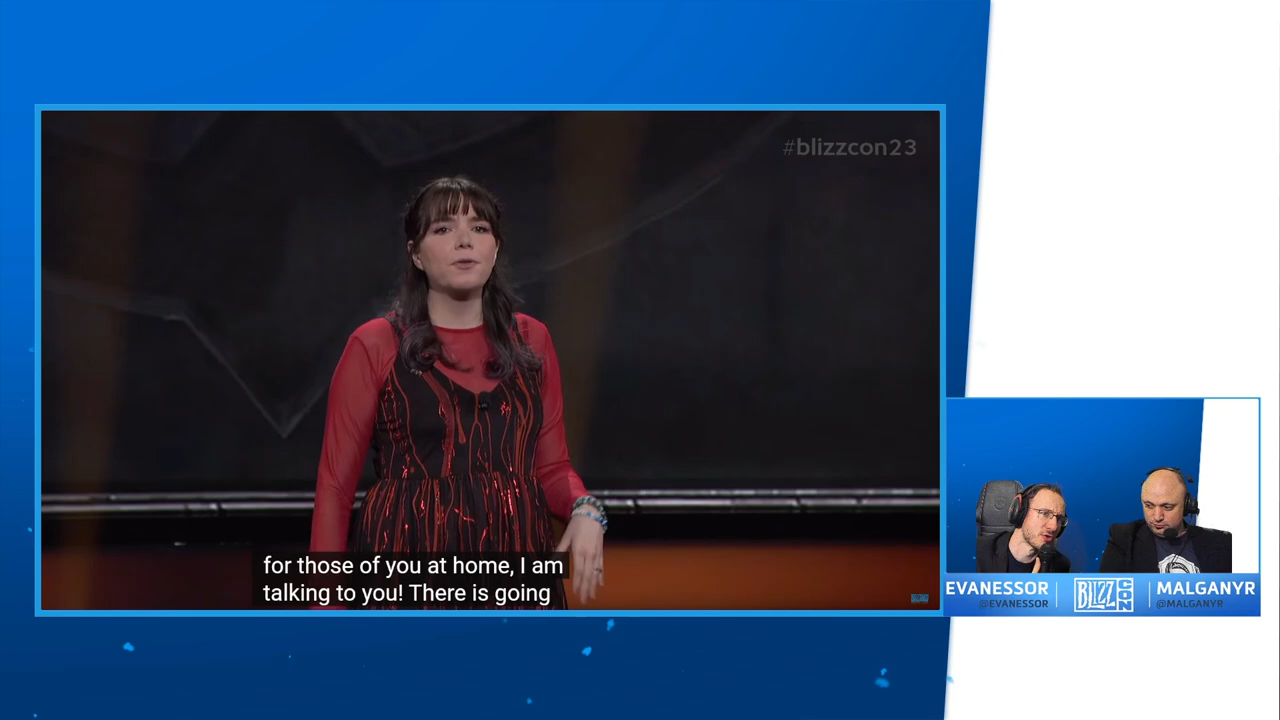 #blizzcon23
for those of you at home, I am
talking to you! There is going
EVANESSOR
@EVANESSOR
BLIZZCON
MALGANYR
@MALGANYR